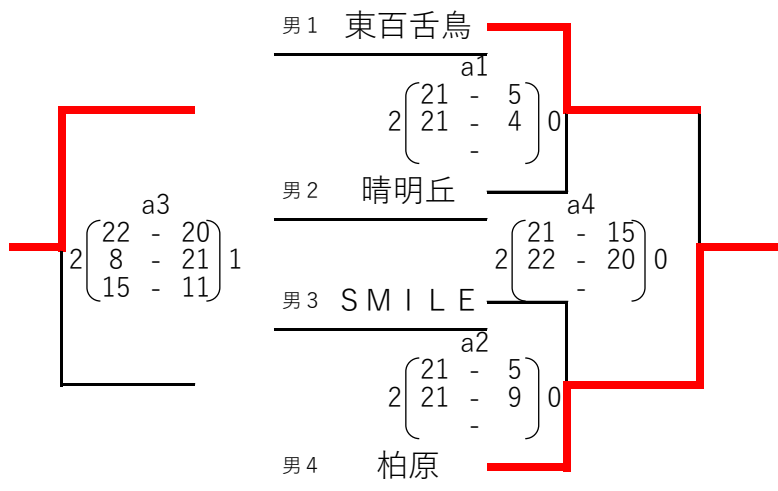 男1 東百舌鳥
a1
21 - 5
2 21 - 4 0
-
男2 晴明丘
a3
22 - 20
2 8 - 21 1
15 - 11
a4
21 - 15
2 22 - 20 0
-
男3 ＳＭＩＬＥ
a2
21 - 5
2 21 - 9 0
-
男4 柏原